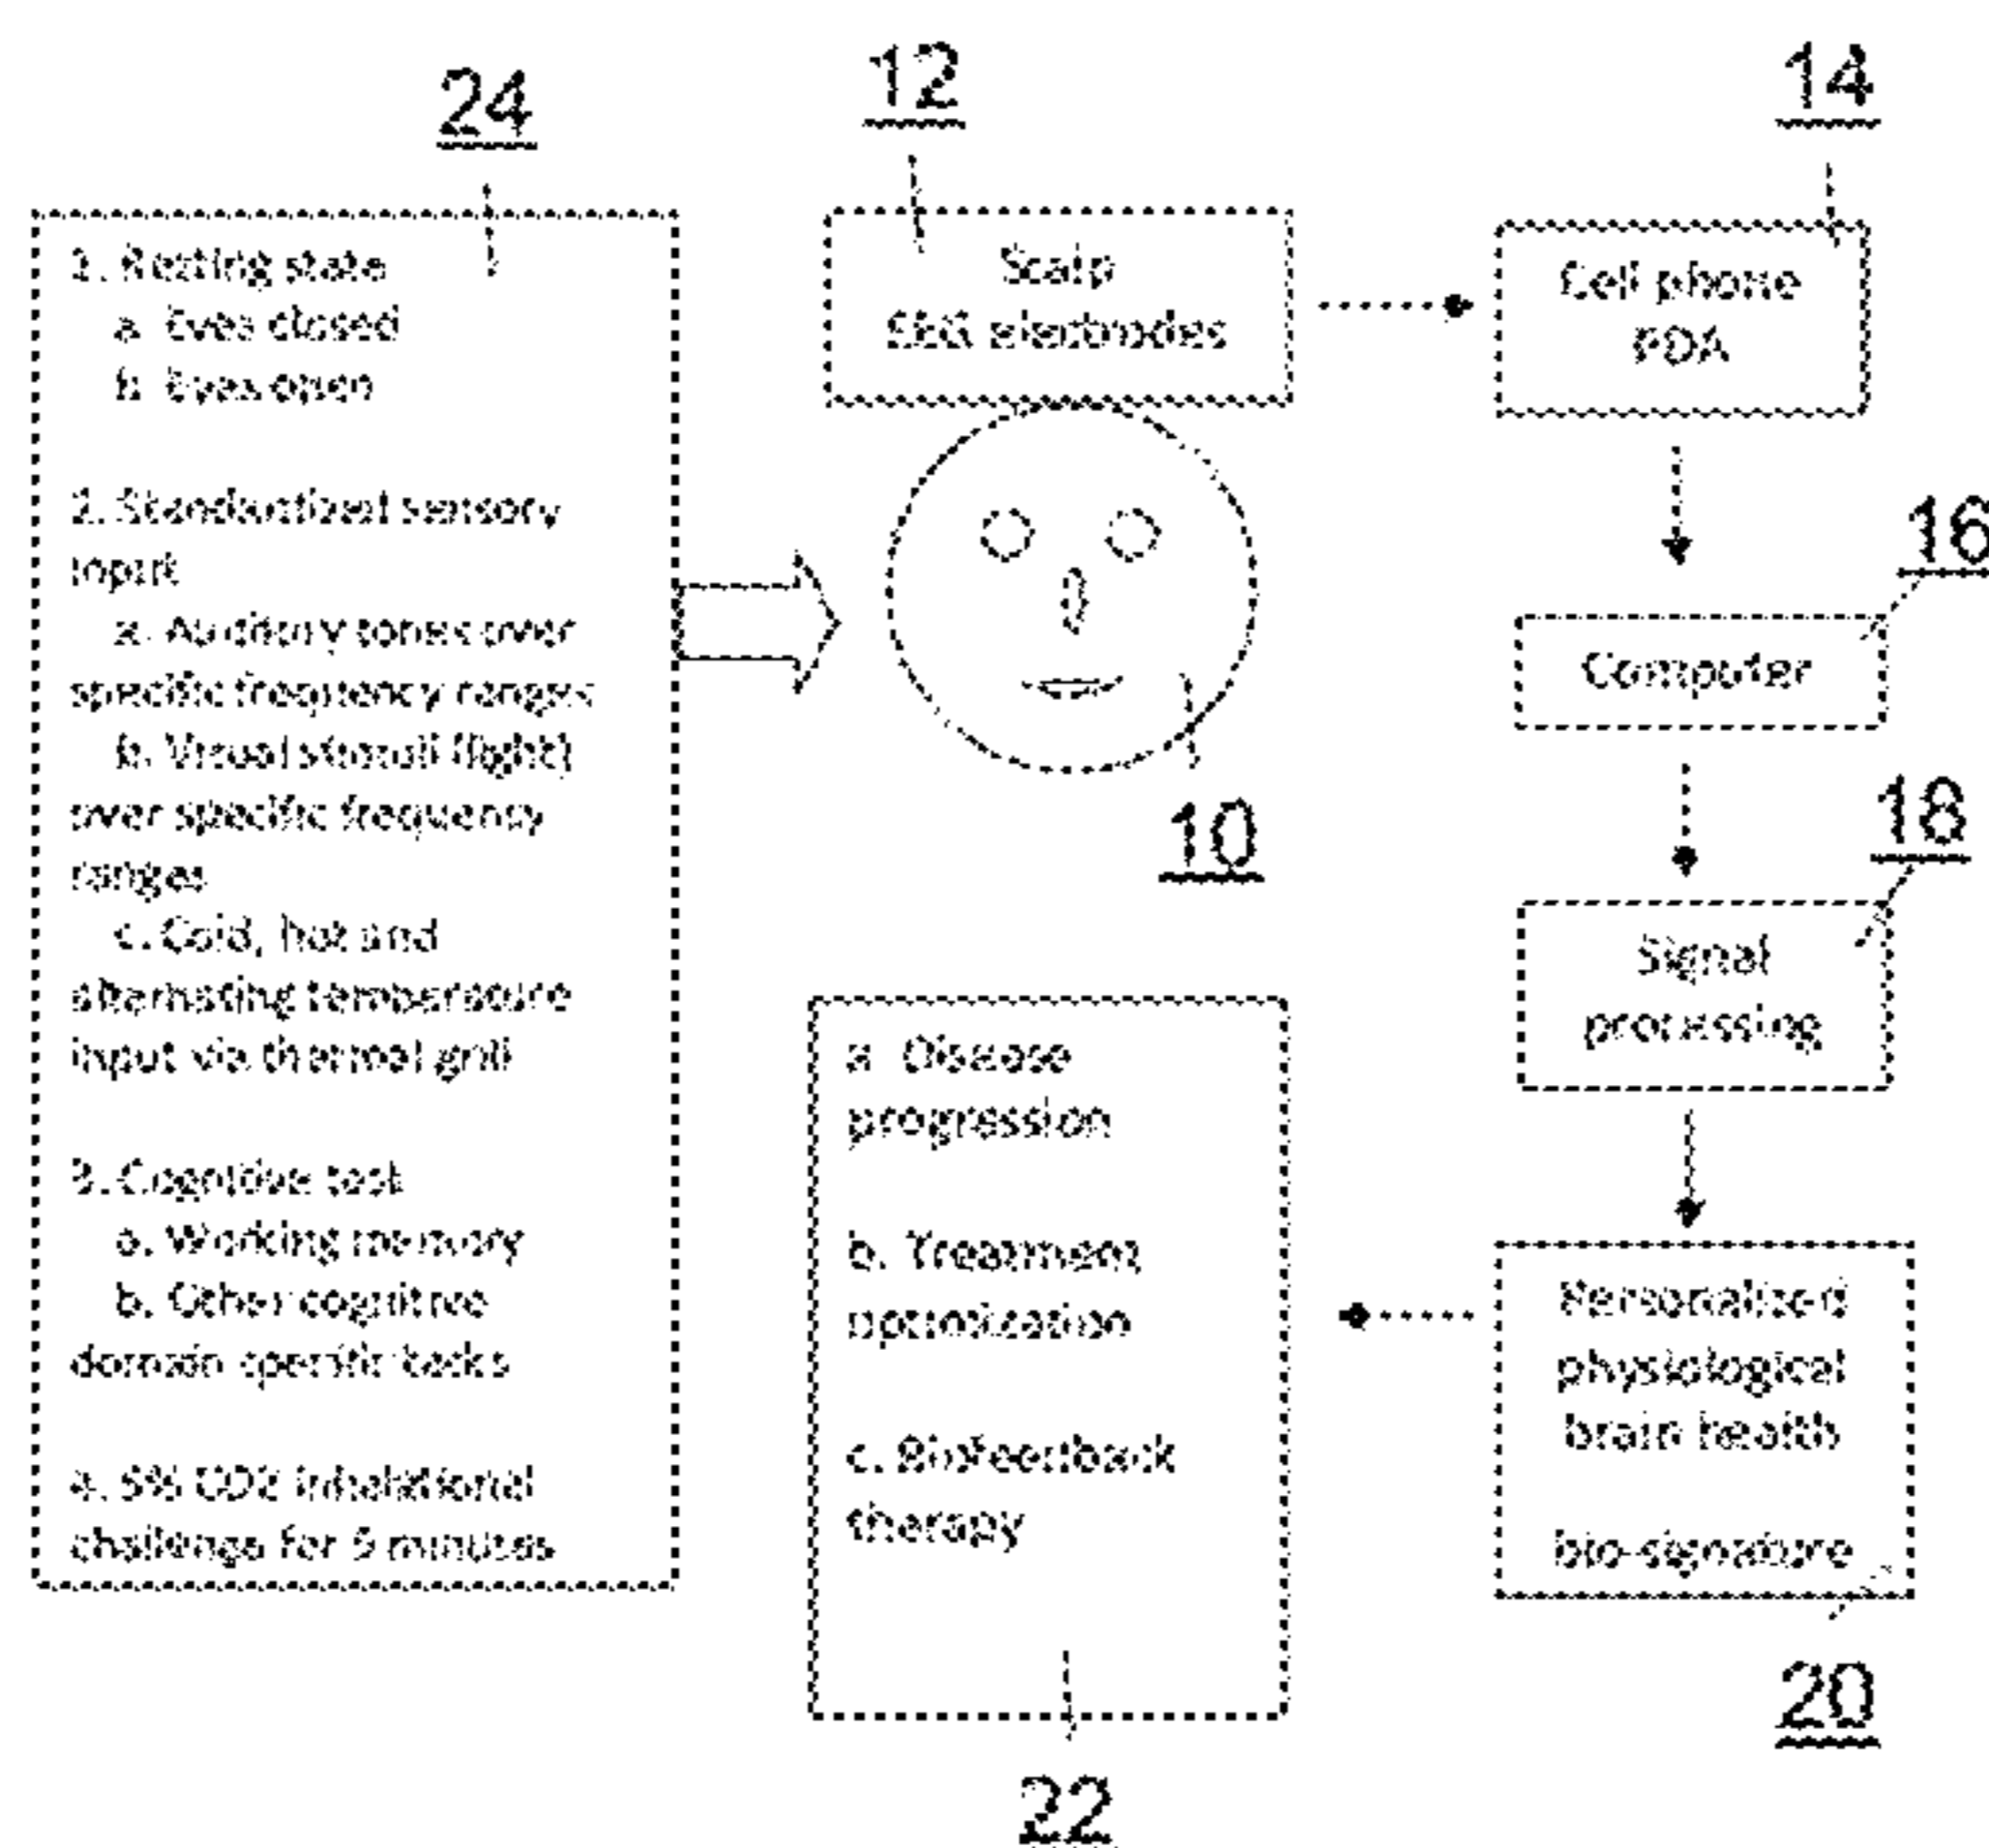 24
1. Resting state
a Eyes closed
b Eyes open
2. Standardized sensory
input
a. Auditory tones over
specific frequency ranges
b. Visual stimuli (light)
over specific frequency
ranges
c. Cold, hot and
alternating temperature
input via thermal grill
3. Cognitive test
a. Working memory
b. Other cognitive
domain specific tasks
4. 5% CO2 inhalational
challenge for 5 minutes
12
Scalp
EEG electrodes
10
14
Cell phone
PDA
16
Computer
18
Signal
processing
Personalized
physiological
brain health
bio-signature
20
a Disease
progression
b. Treatment
optimization
c. Biofeedback
therapy
22